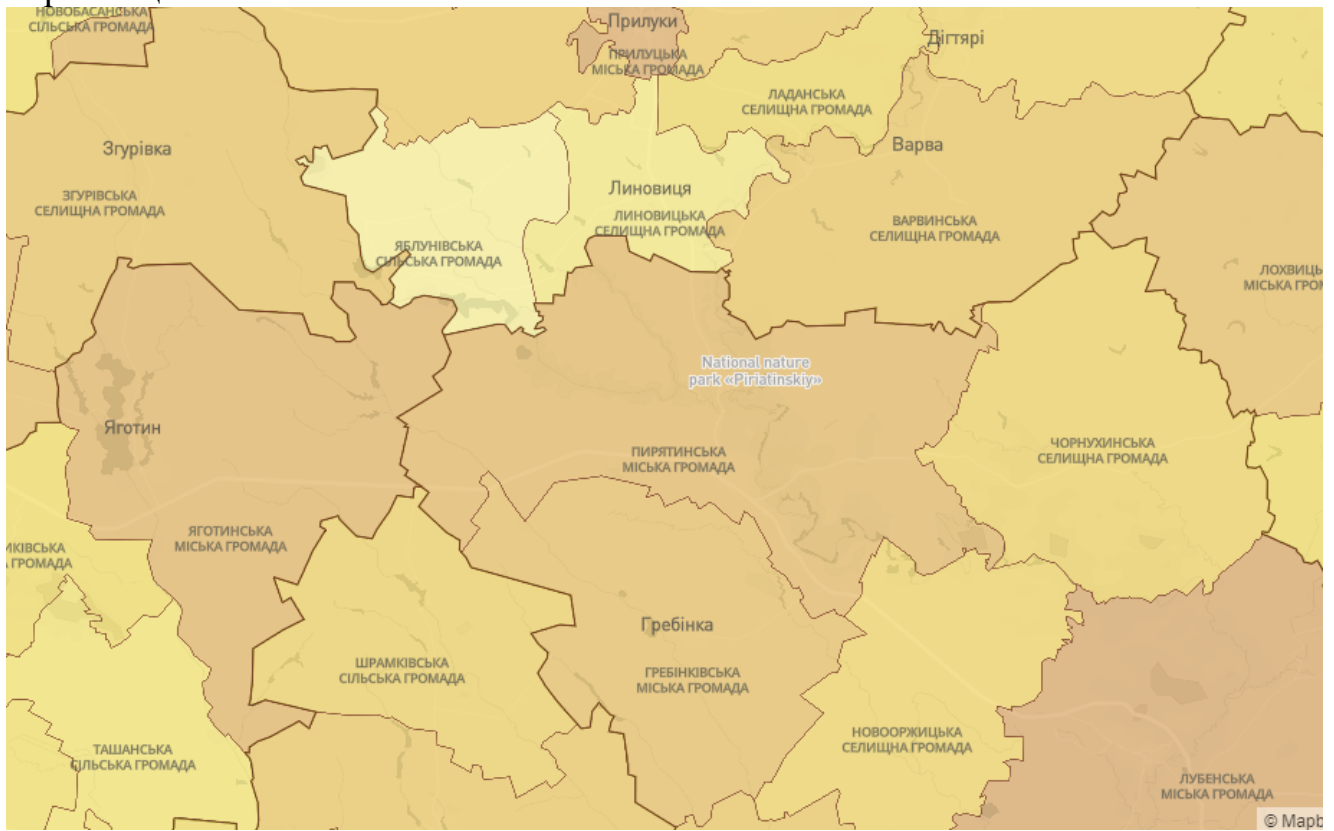 НОВОБАСАНСЬКА
СІЛЬСЬКА ГРОМАДА
Прилуки
ПРИЛУЦЬКА
МІСЬКА ГРОМАДА
Дігтярі
ЛАДАНСЬКА
СЕЛИЩНА ГРОМАДА
Згурівка
Варва
ЗГУРІВСЬКА
СЕЛИЩНА ГРОМАДА
Линовиця
ЛИНОВИЦЬКА
СЕЛИЩНА ГРОМАДА
ВАРВИНСЬКА
СЕЛИЩНА ГРОМАДА
ЯБЛУНІВСЬКА
СІЛЬСЬКА ГРОМАДА
ЛОХВИЦЬ
МІСЬКА ГРОМ
National nature
park «Piriatinskiy»
Яготин
ПИРЯТИНСЬКА
МІСЬКА ГРОМАДА
ЧОРНУХИНСЬКА
СЕЛИЩНА ГРОМАДА
ЯГОТИНСЬКА
МІСЬКА ГРОМАДА
ИКІВСЬКА
ГРОМАДА
Гребінка
ШРАМКІВСЬКА
СІЛЬСЬКА ГРОМАДА
ГРЕБІНКІВСЬКА
МІСЬКА ГРОМАДА
ТАШАНСЬКА
СІЛЬСЬКА ГРОМАДА
НОВООРЖИЦЬКА
СЕЛИЩНА ГРОМАДА
ЛУБЕНСЬКА
МІСЬКА ГРОМАДА
© Mapb